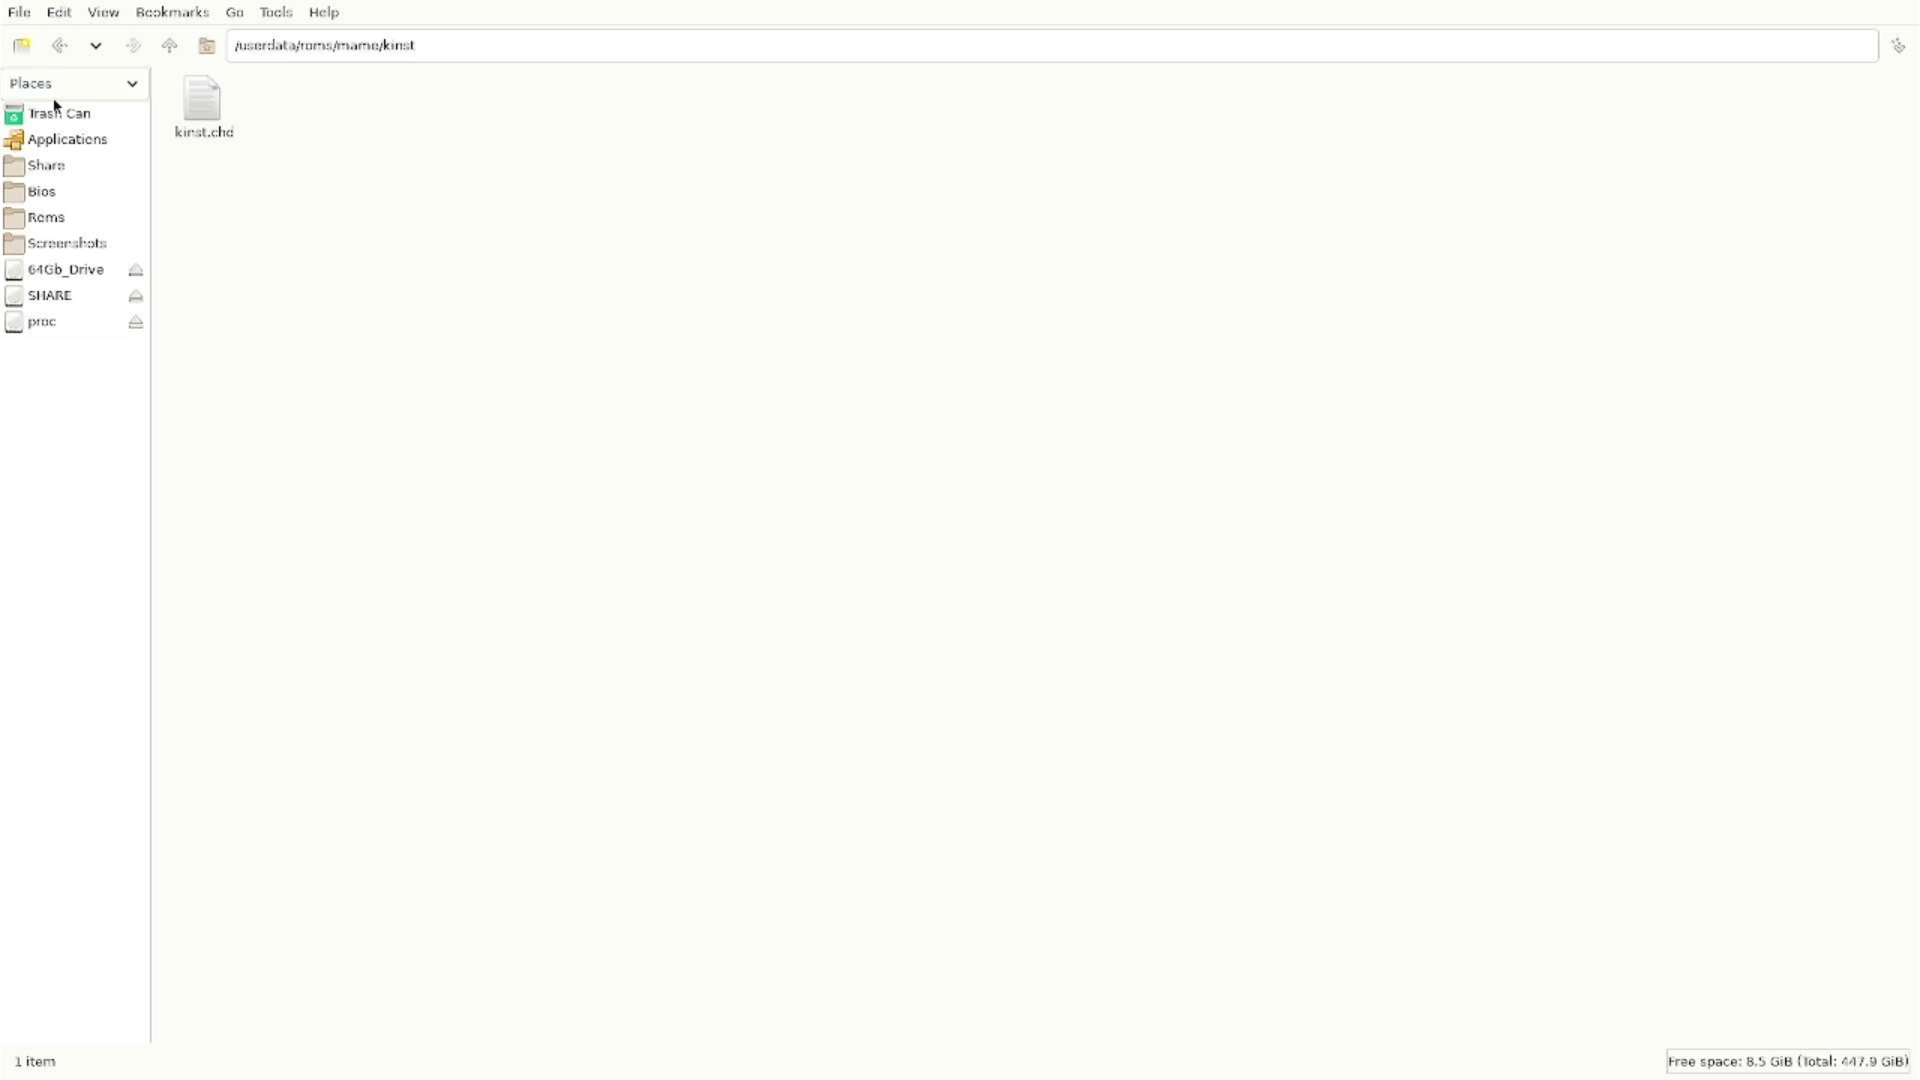 File Edit View Bookmarks Go Tools Help
/userdata/roms/mame/kinst
Places
Trash Can
Applications
Share
Bios
Roms
Screenshots
64Gb_Drive
SHARE
proc
kinst.chd
1 item
Free space: 8.5 GiB (Total: 447.9 GiB)